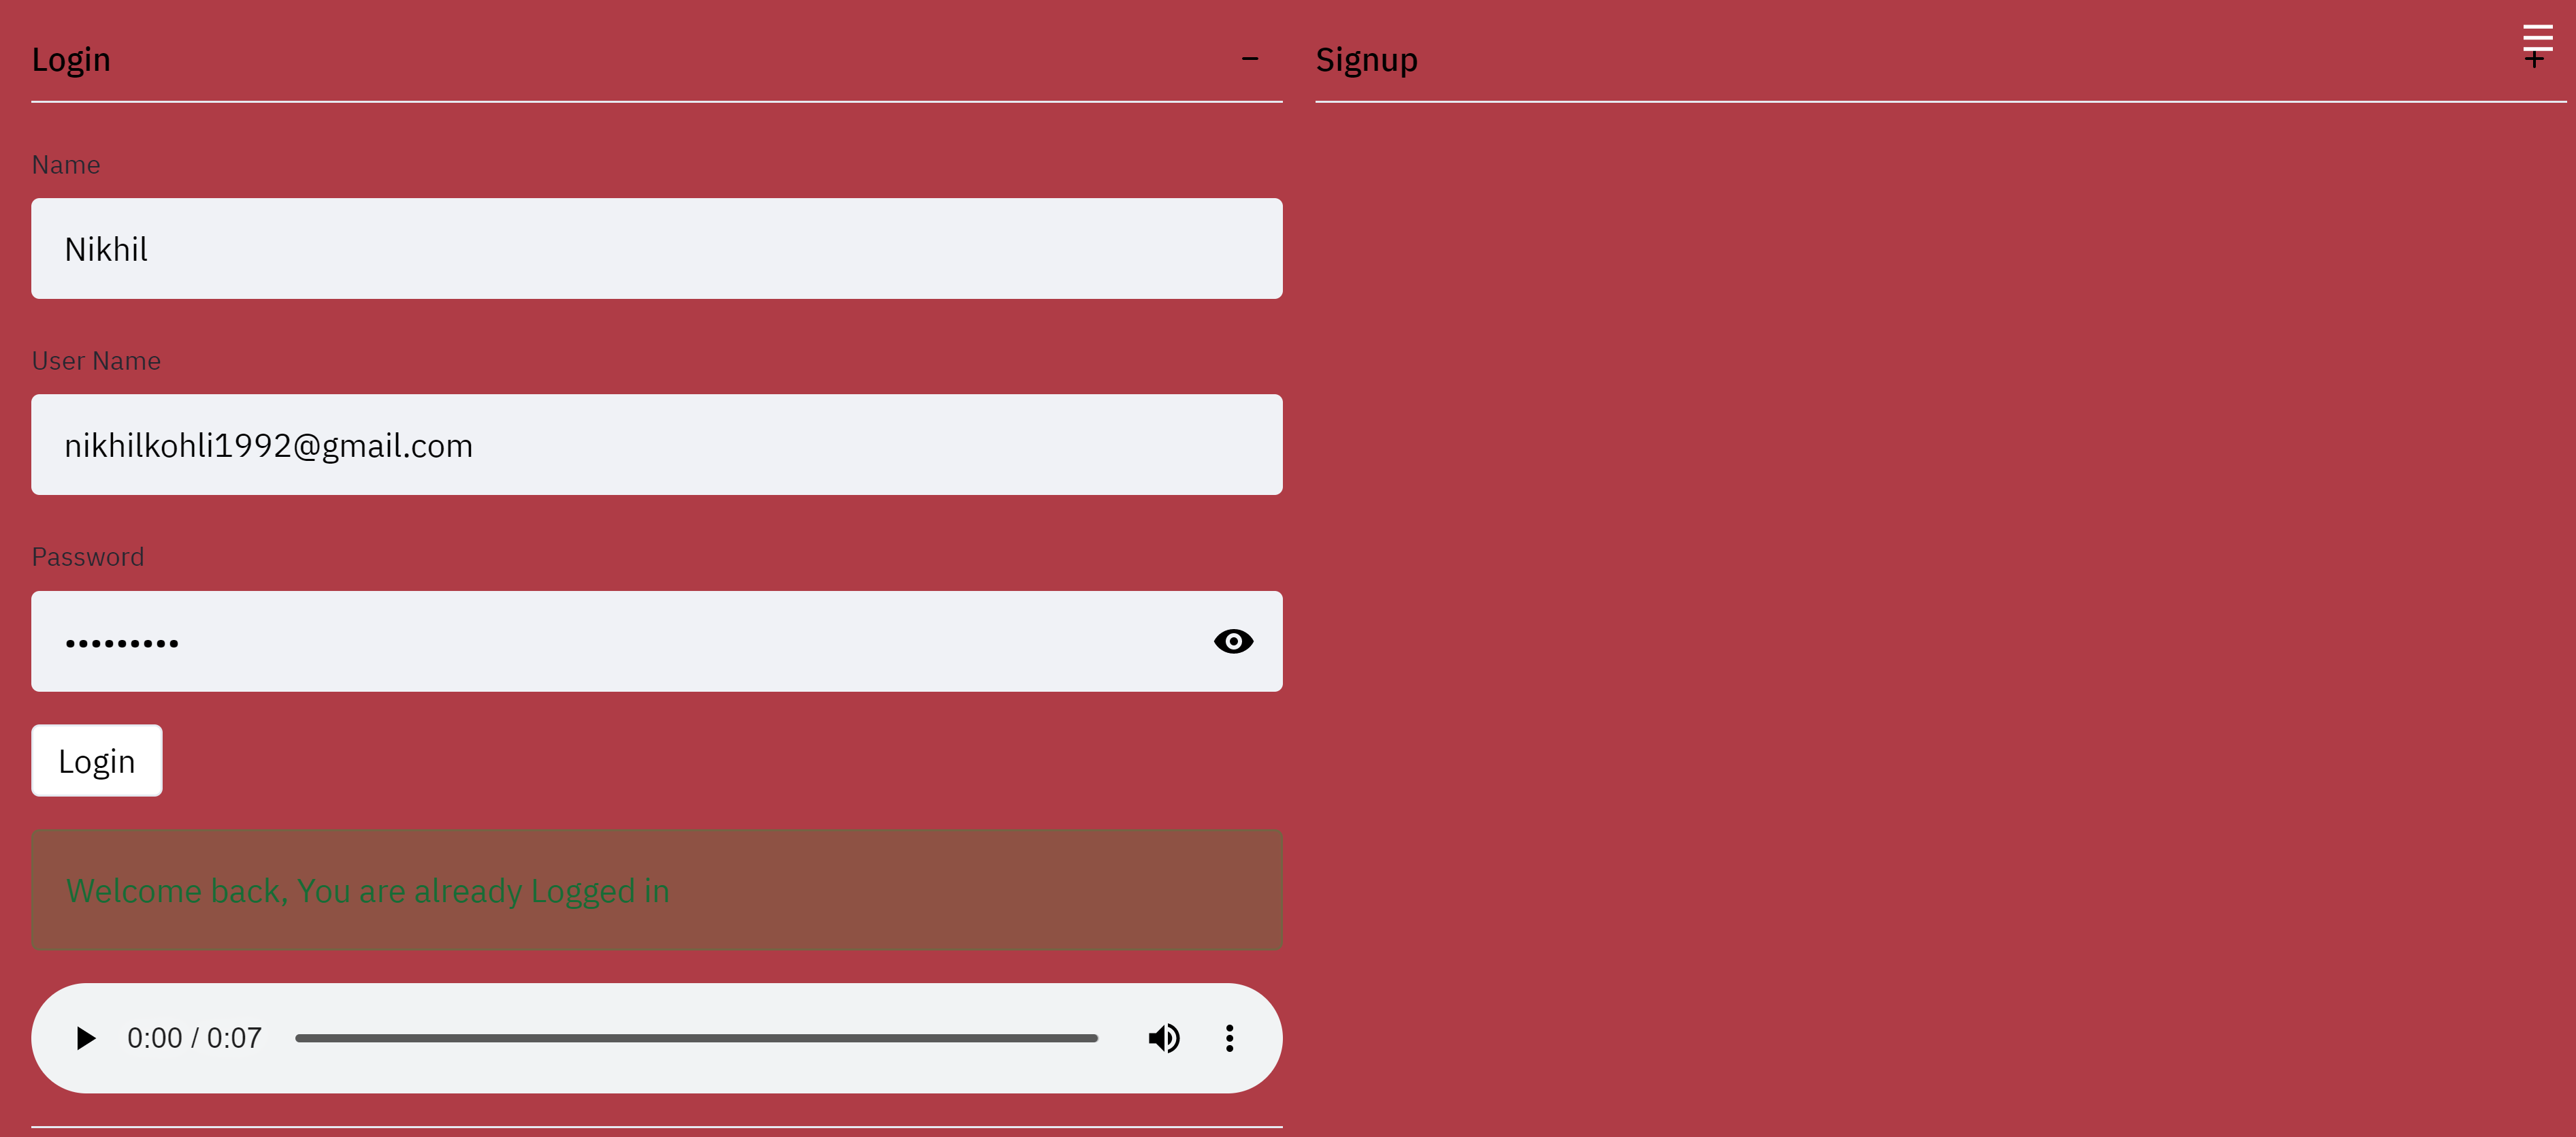 Login
Signup
Name
Nikhil
User Name
nikhilkohli1992@gmail.com
Password
Login
Welcome back, You are already Logged in
0:00 / 0:07